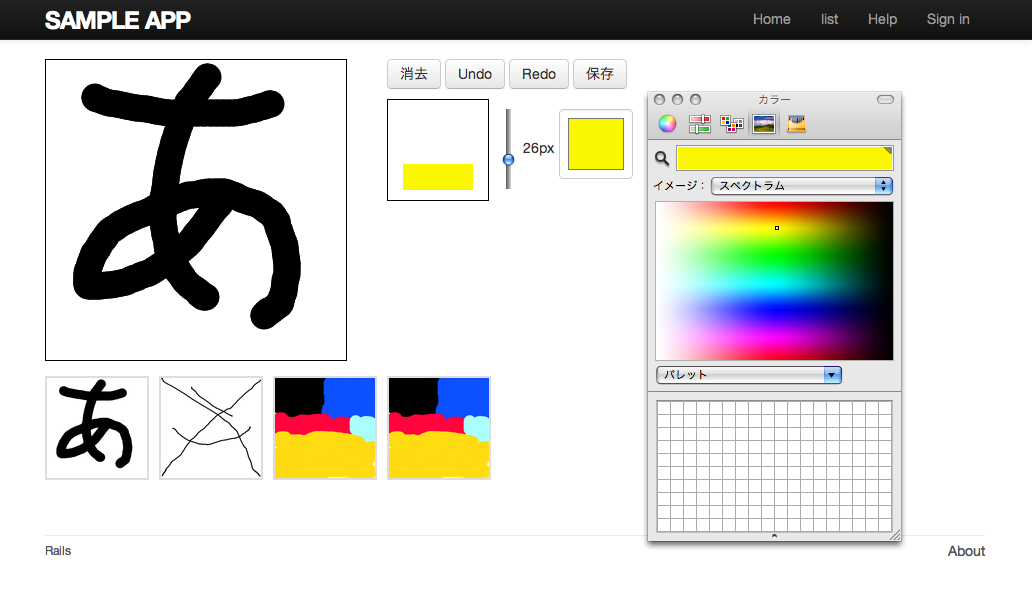 SAMPLE APP
Home list Help Sign in
あ
消去 Undo Redo 保存
26px
カラー
イメージ：スペクトラム
パレット
あ
Rails
About